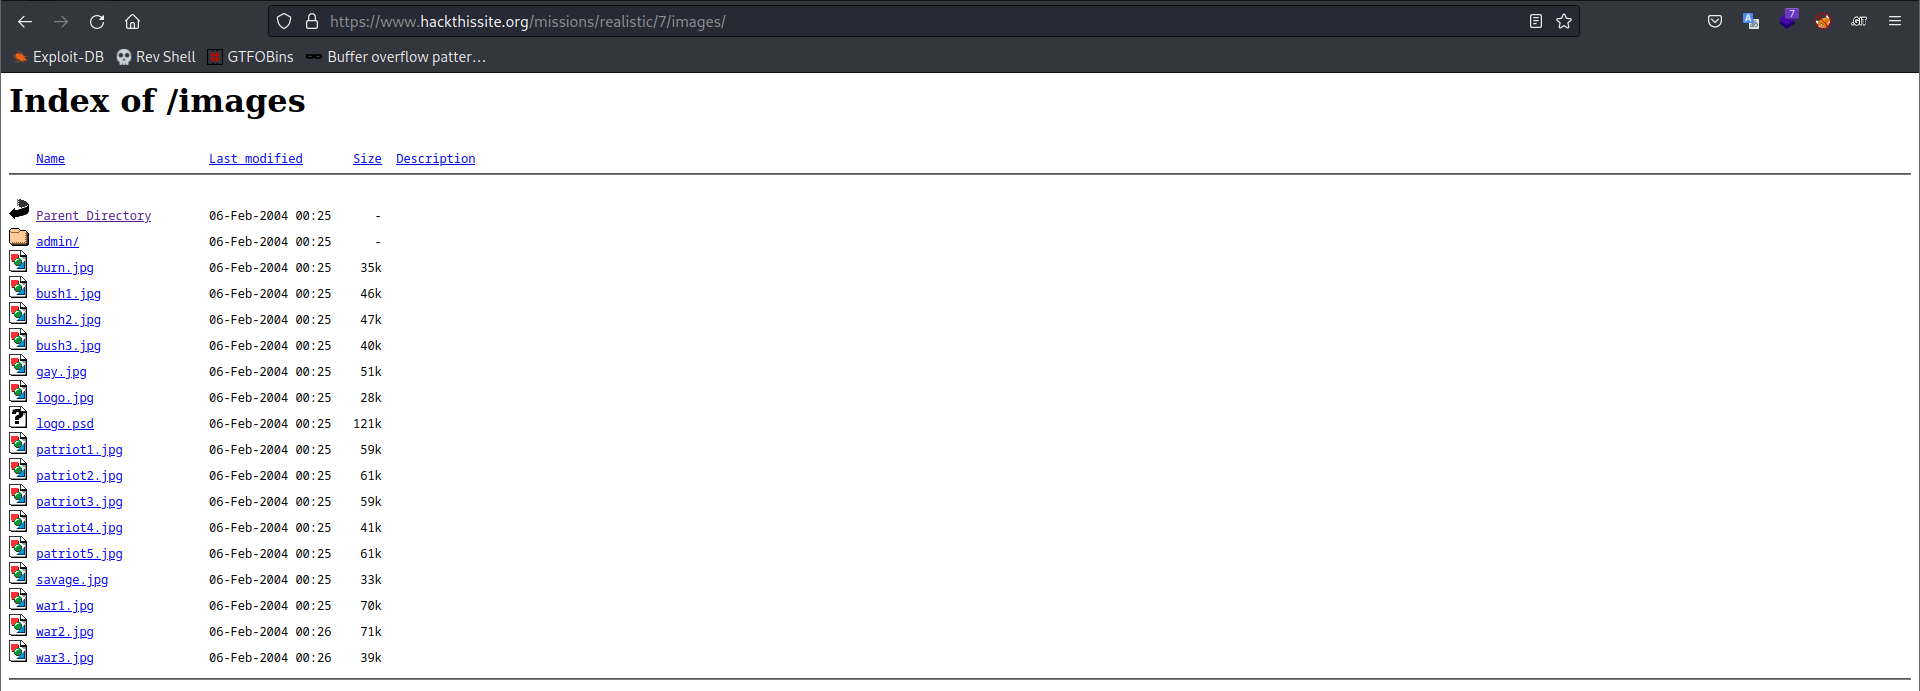 https://www.hackthissite.org/missions/realistic/7/images/
7
.GIT
Exploit-DB Rev Shell GTFOBins Buffer overflow patter…
Index of /images
Name Last modified Size Description
Parent Directory 06-Feb-2004 00:25 -
admin/ 06-Feb-2004 00:25 -
burn.jpg 06-Feb-2004 00:25 35k
bush1.jpg 06-Feb-2004 00:25 46k
bush2.jpg 06-Feb-2004 00:25 47k
bush3.jpg 06-Feb-2004 00:25 40k
gay.jpg 06-Feb-2004 00:25 51k
logo.jpg 06-Feb-2004 00:25 28k
logo.psd 06-Feb-2004 00:25 121k
patriot1.jpg 06-Feb-2004 00:25 59k
patriot2.jpg 06-Feb-2004 00:25 61k
patriot3.jpg 06-Feb-2004 00:25 59k
patriot4.jpg 06-Feb-2004 00:25 41k
patriot5.jpg 06-Feb-2004 00:25 61k
savage.jpg 06-Feb-2004 00:25 33k
war1.jpg 06-Feb-2004 00:25 70k
war2.jpg 06-Feb-2004 00:26 71k
war3.jpg 06-Feb-2004 00:26 39k